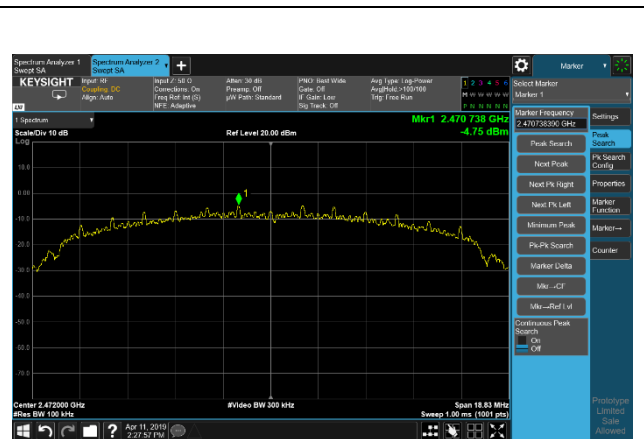 Spectrum Analyzer 1
Swept SA
Spectrum Analyzer 2
Swept SA
+
Marker
KEYSIGHT
Input: RF
Coupling: DC
Align: Auto
Input Z: 50 Ω
Corrections: On
Freq Ref: Int (S)
NFE: Adaptive
Atten: 30 dB
Preamp: Off
µW Path: Standard
PNO: Best Wide
Gate: Off
IF Gain: Low
Sig Track: Off
Avg Type: Log-Power
Avg|Hold:>100/100
Trig: Free Run
1 2 3 4 5 6
M W W W W W
P N N N N N
Select Marker
Marker 1
1 Spectrum
Scale/Div 10 dB
Log
Ref Level 20.00 dBm
Mkr1 2.470 738 GHz
-4.75 dBm
10.0
0.00
-10.0
-20.0
-30.0
-40.0
-50.0
-60.0
-70.0
1
Center 2.472000 GHz
#Res BW 100 kHz
#Video BW 300 kHz
Span 18.83 MHz
Sweep 1.00 ms (1001 pts)
Marker Frequency
2.470738390 GHz
Peak Search
Next Peak
Next Pk Right
Next Pk Left
Minimum Peak
Pk-Pk Search
Marker Delta
Mkr→CF
Mkr→Ref Lvl
Continuous Peak
Search
On
Off
Settings
Peak
Search
Pk Search
Config
Properties
Marker
Function
Marker→
Counter
Prototype
Limited
Sale
Allowed
?
Apr 11, 2019
2:27:57 PM